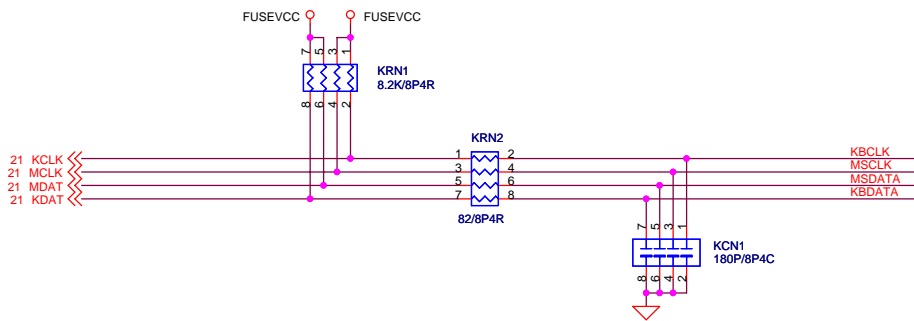 FUSEVCC FUSEVCC
7 5 3 1
KRN1
8.2K/8P4R
8 6 4 2
KRN2
21 KCLK 1 2 KBCLK
21 MCLK 3 4 MSCLK
21 MDAT 5 6 MSDATA
21 KDAT 7 8 KBDATA
82/8P4R
7 5 3 1
KCN1
180P/8P4C
8 6 4 2